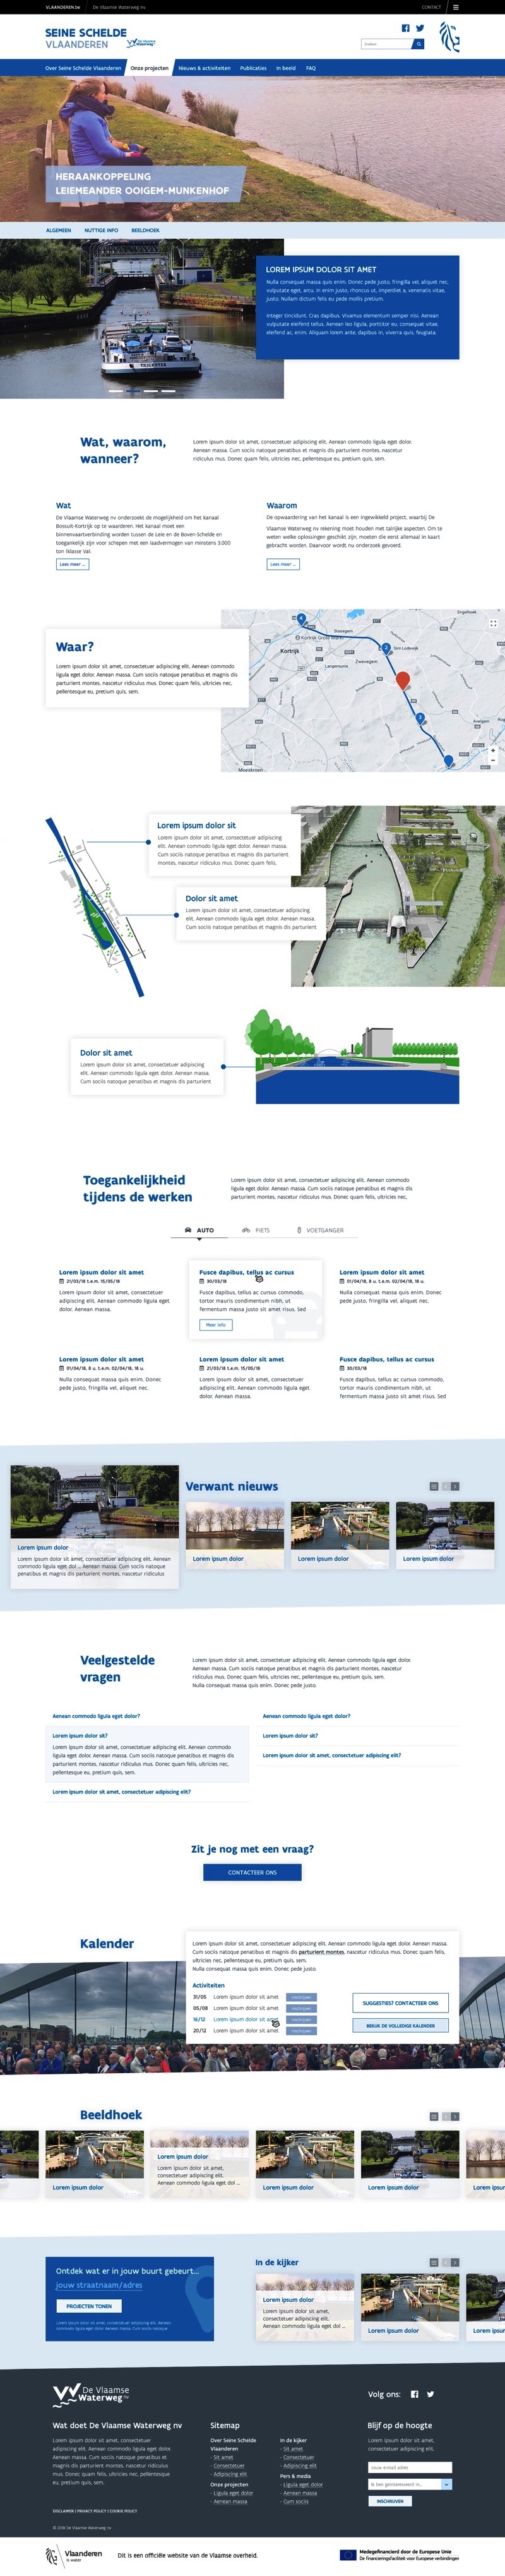 VLAANDEREN.be
De Vlaamse Waterweg nv
CONTACT
SEINE SCHELDE
VLAANDEREN
De Vlaamse
Waterweg nv
Zoeken
Over Seine Schelde Vlaanderen
Onze projecten
Nieuws & activiteiten
Publicaties
In beeld
FAQ
HERAANKOPPELING
LEIEMEANDER OOIGEM-MUNKENHOF
ALGEMEEN
NUTTIGE INFO
BEELDHOEK
LOREM IPSUM DOLOR SIT AMET
Nulla consequat massa quis enim. Donec pede justo, fringilla vel, aliquet nec,
vulputate eget, arcu. In enim justo, rhoncus ut, imperdiet a, venenatis vitae,
justo. Nullam dictum felis eu pede mollis pretium.
Integer tincidunt. Cras dapibus. Vivamus elementum semper nisi. Aenean
vulputate eleifend tellus. Aenean leo ligula, porttitor eu, consequat vitae,
eleifend ac, enim. Aliquam lorem ante, dapibus in, viverra quis, feugiata.
Wat, waarom,
wanneer?
Lorem ipsum dolor sit amet, consectetuer adipiscing elit. Aenean commodo ligula eget dolor.
Aenean massa. Cum sociis natoque penatibus et magnis dis parturient montes, nascetur
ridiculus mus. Donec quam felis, ultricies nec, pellentesque eu, pretium quis, sem.
Wat
De Vlaamse Waterweg nv onderzoekt de mogelijkheid om het kanaal
Bossuit-Kortrijk op te waarderen. Het kanaal moet een
binnenvaartverbinding worden tussen de Leie en de Boven-Schelde en
toegankelijk zijn voor schepen met een laadvermogen van minstens 3.000
ton (klasse Va).
Lees meer ...
Waarom
De opwaardering van het kanaal is een ingewikkeld project, waarbij De
Vlaamse Waterweg nv rekening moet houden met talrijke aspecten. Om te
weten welke oplossingen geschikt zijn, moeten die eerst allemaal in kaart
gebracht worden. Daarvoor wordt nu onderzoek gevoerd.
Lees meer ...
Waar?
Lorem ipsum dolor sit amet, consectetuer adipiscing elit. Aenean commodo
ligula eget dolor. Aenean massa. Cum sociis natoque penatibus et magnis dis
parturient montes, nascetur ridiculus mus. Donec quam felis, ultricies nec,
pellentesque eu, pretium quis, sem.
Kortrijk
Zwevegem
Lorem ipsum dolor sit
Lorem ipsum dolor sit amet, consectetuer adipiscing
elit. Aenean commodo ligula eget dolor. Aenean massa.
Cum sociis natoque penatibus et magnis dis parturient
montes, nascetur ridiculus mus. Donec quam felis,
Dolor sit amet
Lorem ipsum dolor sit amet, consectetuer adipiscing
elit. Aenean commodo ligula eget dolor. Aenean massa.
Cum sociis natoque penatibus et magnis dis parturient
Dolor sit amet
Lorem ipsum dolor sit amet, consectetuer adipiscing
elit. Aenean commodo ligula eget dolor. Aenean massa.
Cum sociis natoque penatibus et magnis dis parturient
Toegankelijkheid
tijdens de werken
Lorem ipsum dolor sit amet, consectetuer adipiscing elit. Aenean commodo
ligula eget dolor. Aenean massa. Cum sociis natoque penatibus et magnis dis
parturient montes, nascetur ridiculus mus. Donec quam felis, ultricies nec,
AUTO
FIETS
VOETGANGER
Lorem ipsum dolor sit amet
21/03/18 t.e.m. 15/05/18
Lorem ipsum dolor sit amet, consectetuer
adipiscing elit. Aenean commodo ligula eget
dolor. Aenean massa.
Fusce dapibus, tellus ac cursus
30/03/18
Fusce dapibus, tellus ac cursus commodo,
tortor mauris condimentum nibh, ut
fermentum massa justo sit amet risus. Sed
Meer info
Lorem ipsum dolor sit amet
01/04/18, 8 u. t.e.m. 02/04/18, 18 u.
Nulla consequat massa quis enim. Donec
pede justo, fringilla vel, aliquet nec.
Lorem ipsum dolor sit amet
01/04/18, 8 u. t.e.m. 02/04/18, 18 u.
Nulla consequat massa quis enim. Donec
pede justo, fringilla vel, aliquet nec.
Lorem ipsum dolor sit amet
21/03/18 t.e.m. 15/05/18
Lorem ipsum dolor sit amet, consectetuer
adipiscing elit. Aenean commodo ligula eget
dolor. Aenean massa.
Fusce dapibus, tellus ac cursus
30/03/18
Fusce dapibus, tellus ac cursus commodo,
tortor mauris condimentum nibh, ut
fermentum massa justo sit amet risus. Sed
Verwant nieuws
Lorem ipsum dolor
Lorem ipsum dolor sit amet, consectetuer adipiscing elit. Aenean
commodo ligula eget dol ... Aenean massa. Cum sociis natoque
penatibus et magnis dis parturient montes, nascetur ridiculus
Lorem ipsum dolor
Lorem ipsum dolor
Lorem ipsum dolor
Veelgestelde
vragen
Lorem ipsum dolor sit amet, consectetuer adipiscing elit. Aenean commodo ligula eget dolor.
Aenean massa. Cum sociis natoque penatibus et magnis dis parturient montes, nascetur
ridiculus mus. Donec quam felis, ultricies nec, pellentesque eu, pretium quis, sem.
Nulla consequat massa quis enim. Donec pede justo.
Aenean commodo ligula eget dolor?
Lorem ipsum dolor sit?
Lorem ipsum dolor sit amet, consectetuer adipiscing elit. Aenean commodo
ligula eget dolor. Aenean massa. Cum sociis natoque penatibus et magnis dis
parturient montes, nascetur ridiculus mus. Donec quam felis, ultricies nec,
pellentesque eu, pretium quis, sem.
Lorem ipsum dolor sit amet, consectetuer adipiscing elit?
Aenean commodo ligula eget dolor?
Lorem ipsum dolor sit?
Lorem ipsum dolor sit amet, consectetuer adipiscing elit?
Zit je nog met een vraag?
CONTACTEER ONS
Kalender
Lorem ipsum dolor sit amet, consectetuer adipiscing elit. Aenean commodo ligula eget dolor. Aenean massa.
Cum sociis natoque penatibus et magnis dis parturient montes, nascetur ridiculus mus. Donec quam felis,
ultricies nec, pellentesque eu, pretium quis, sem.
Nulla consequat massa quis enim. Donec pede justo.
Activiteiten
31/05 Lorem ipsum dolor sit amet Inschrijven
05/08 Lorem ipsum dolor sit amet Inschrijven
16/12 Lorem ipsum dolor sit amet Inschrijven
20/12 Lorem ipsum dolor sit amet Inschrijven
SUGGESTIES? CONTACTEER ONS
BEKIJK DE VOLLEDIGE KALENDER
Beeldhoek
Lorem ipsum dolor
Lorem ipsum dolor
Lorem ipsum dolor sit amet,
consectetuer adipiscing elit.
Aenean commodo ligula eget dol ...
Lorem ipsum dolor
Lorem ipsum dolor
Lorem ipsum
Ontdek wat er in jouw buurt gebeurt...
jouw straatnaam/adres
PROJECTEN TONEN
Lorem ipsum dolor sit amet, consectetuer adipiscing elit. Aenean
commodo ligula eget dolor. Aenean massa. Cum sociis natoque
In de kijker
Lorem ipsum dolor
Lorem ipsum dolor sit amet,
consectetuer adipiscing elit.
Aenean commodo ligula eget dol ...
Lorem ipsum dolor
Lorem ipsum
De Vlaamse
Waterweg nv
Volg ons:
Wat doet De Vlaamse Waterweg nv
Lorem ipsum dolor sit amet, consectetuer
adipiscing elit. Aenean commodo ligula eget dolor.
Aenean massa. Cum sociis natoque penatibus et
magnis dis parturient montes, nascetur ridiculus
mus. Donec quam felis, ultricies nec, pellentesque
eu, pretium quis, sem.
DISCLAIMER | PRIVACY POLICY | COOKIE POLICY
© 2018 De Vlaamse Waterweg nv
Sitemap
Over Seine Schelde
Vlaanderen
- Sit amet
- Consectetuer
- Adipiscing elit
Onze projecten
- Ligula eget dolor
- Aenean massa
In de kijker
- Sit amet
- Consectetuer
- Adipiscing elit
Pers & media
- Ligula eget dolor
- Aenean massa
- Cum sociis
Blijf op de hoogte
Lorem ipsum dolor sit amet,
consectetuer adipiscing elit.
Jouw e-mail adres
Ik ben geïnteresseerd in...
INSCHRIJVEN
Vlaanderen
is water
Dit is een officiële website van de Vlaamse overheid.
Medegefinancierd door de Europese Unie
De financieringsfaciliteit voor Europese verbindingen